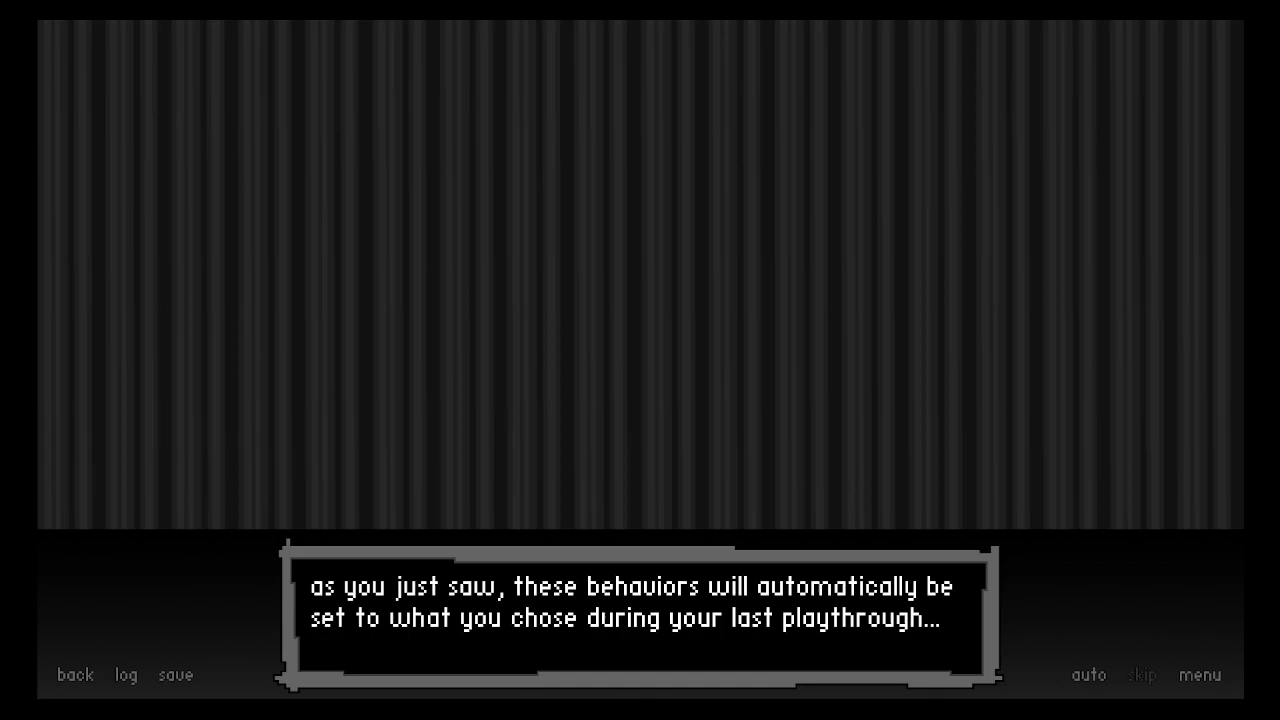 as you just saw, these behaviors will automatically be
set to what you chose during your last playthrough...
back log save auto skip menu